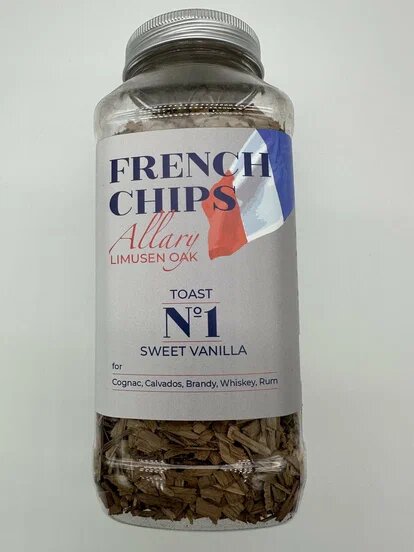 FRENCH
CHIPS
Allary
LIMUSEN OAK
TOAST
Nº1
SWEET VANILLA
for
Cognac, Calvados, Brandy, Whiskey, Rum